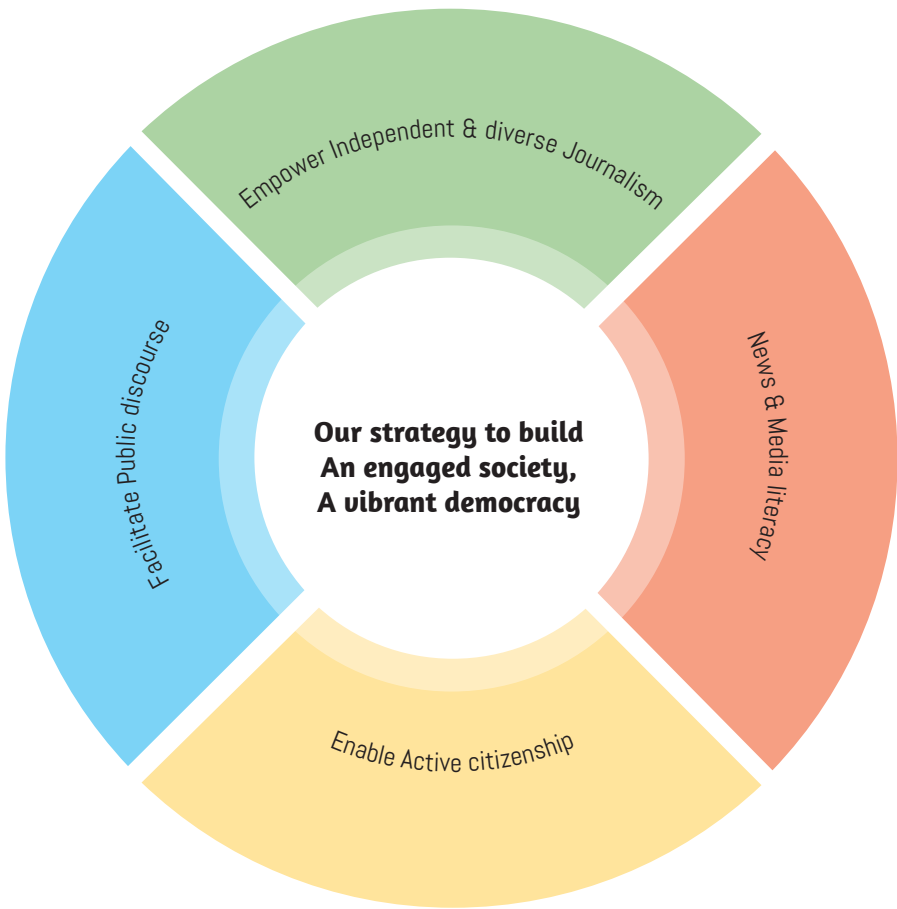 Empower Independent & diverse Journalism
News & Media literacy
Enable Active citizenship
Facilitate Public discourse
Our strategy to build
An engaged society,
A vibrant democracy